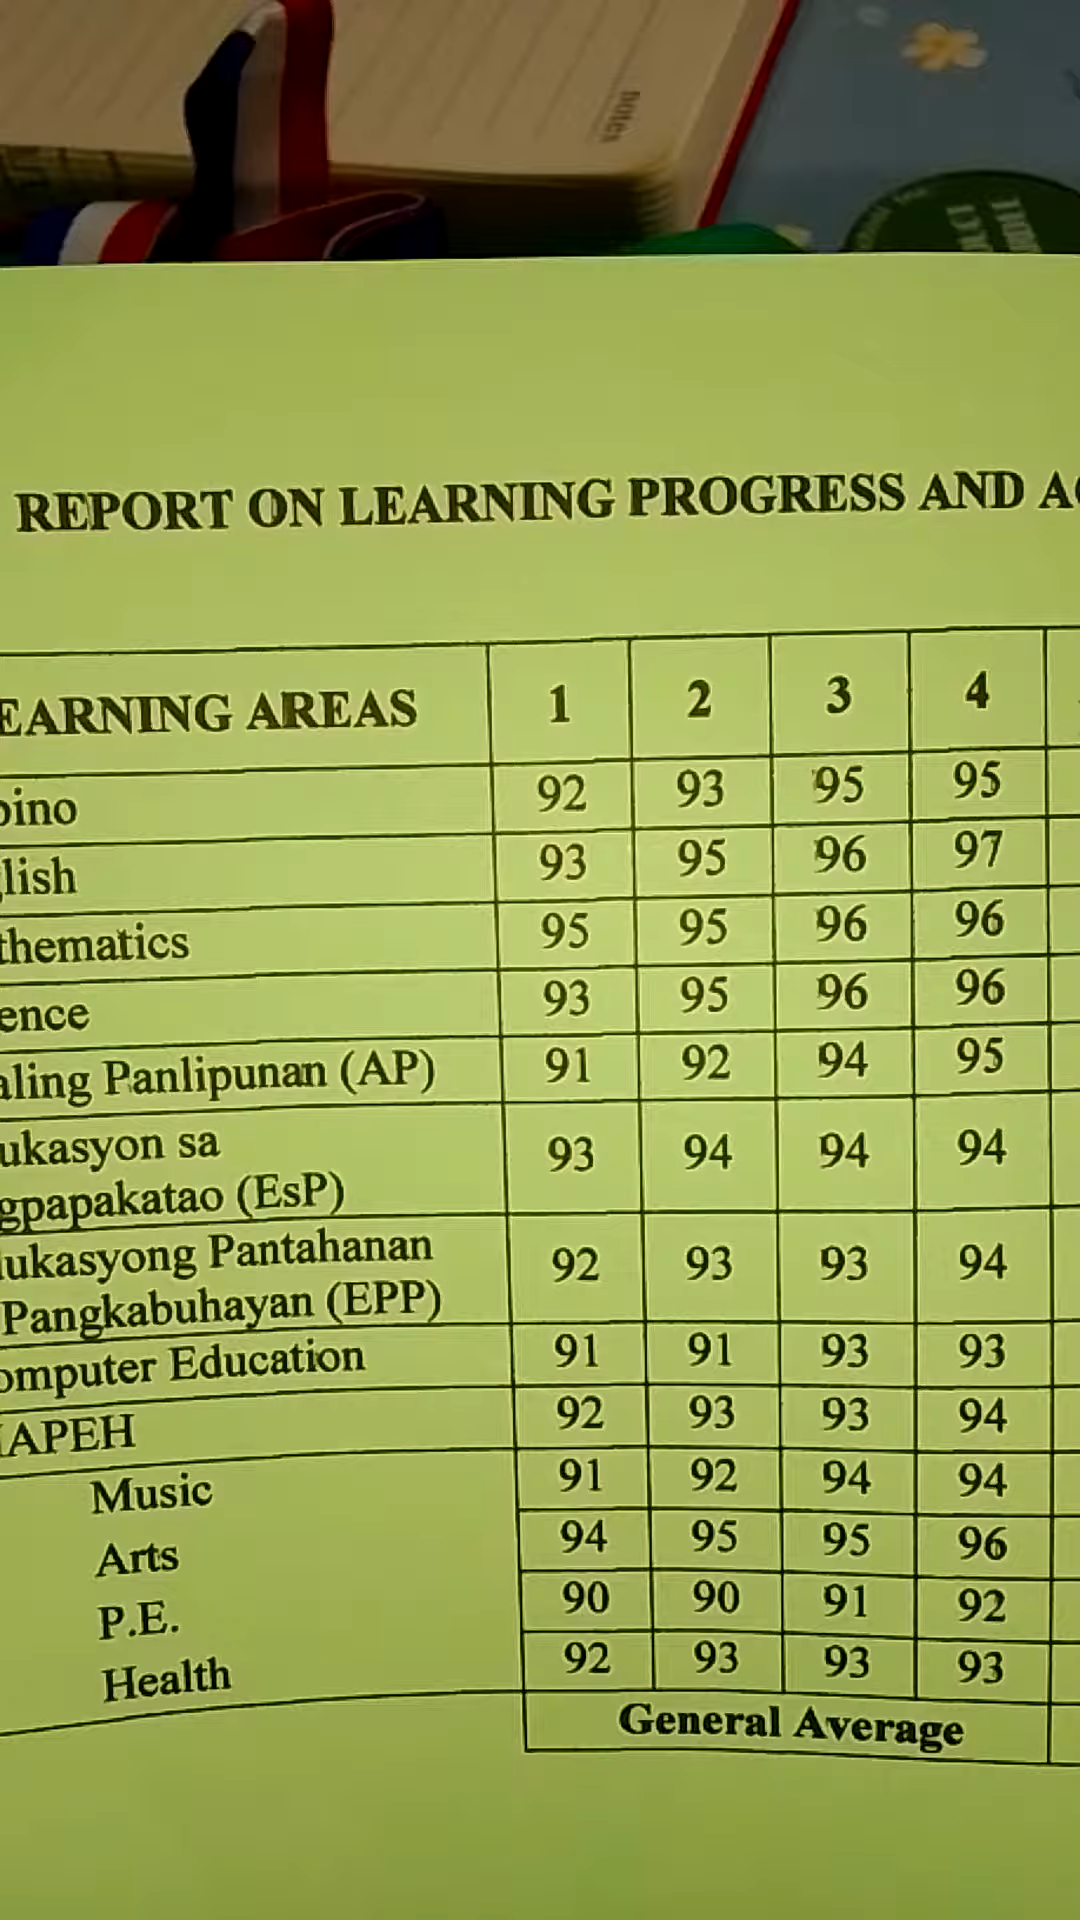 notes
REPORT ON LEARNING PROGRESS AND
EARNING AREAS 1 2 3 4
pino 92 93 95 95
glish 93 95 96 97
thematics 95 95 96 96
ence 93 95 96 96
aling Panlipunan (AP) 91 92 94 95
ukasyon sa
gpapakatao (EsP) 93 94 94 94
ukasyong Pantahanan
Pangkabuhayan (EPP) 92 93 93 94
omputer Education 91 91 93 93
MAPEH 92 93 93 94
Music 91 92 94 94
Arts 94 95 95 96
P.E. 90 90 91 92
Health 92 93 93 93
General Average